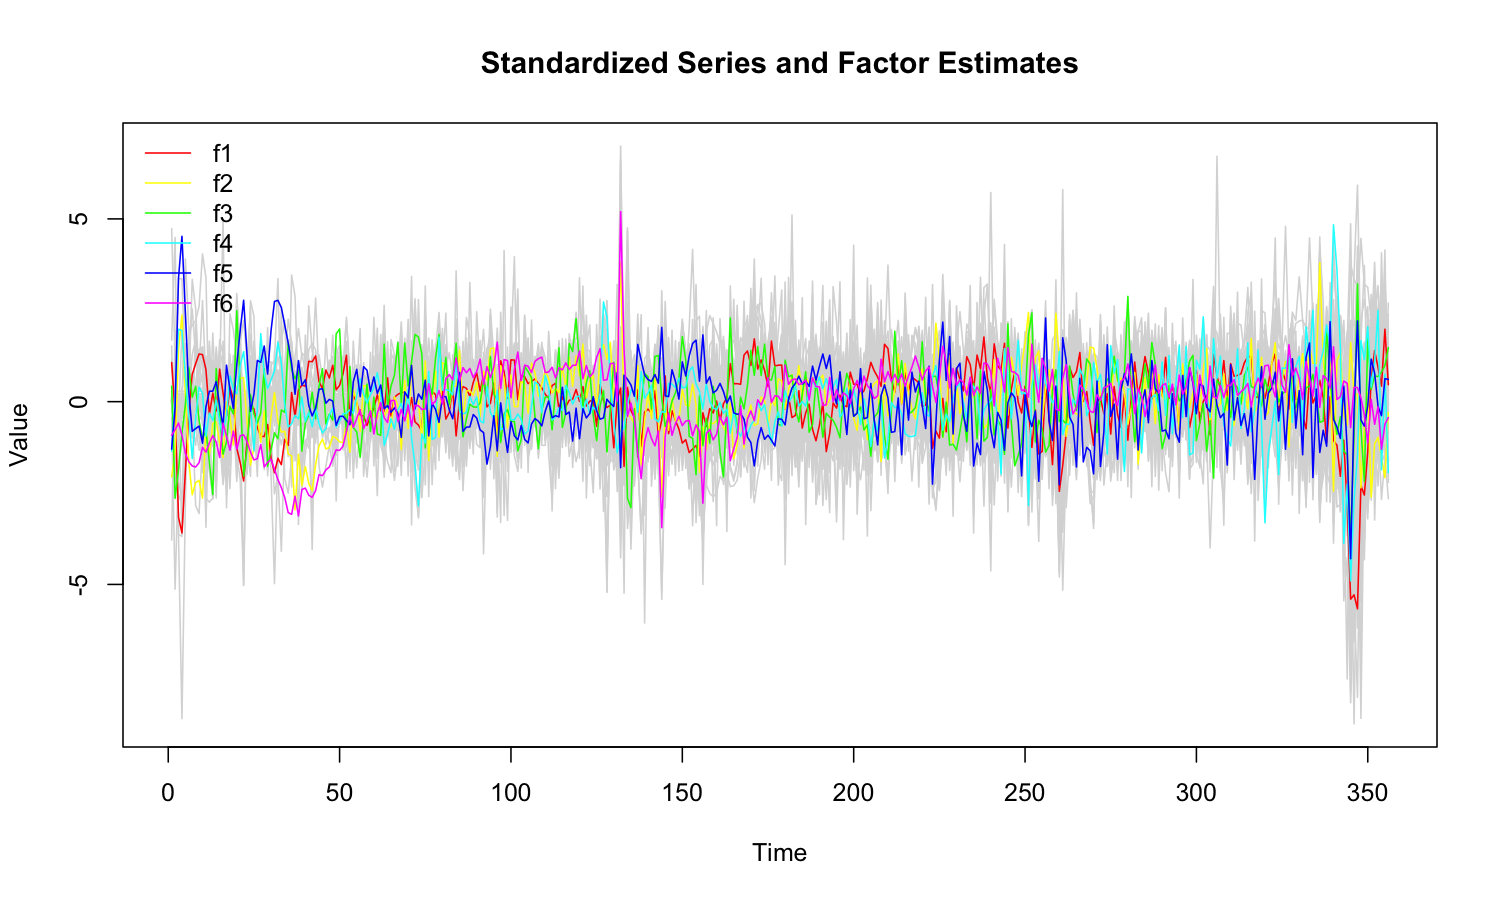 Standardized Series and Factor Estimates
f1
f2
f3
f4
f5
f6
Value
5
0
-5
0 50 100 150 200 250 300 350
Time